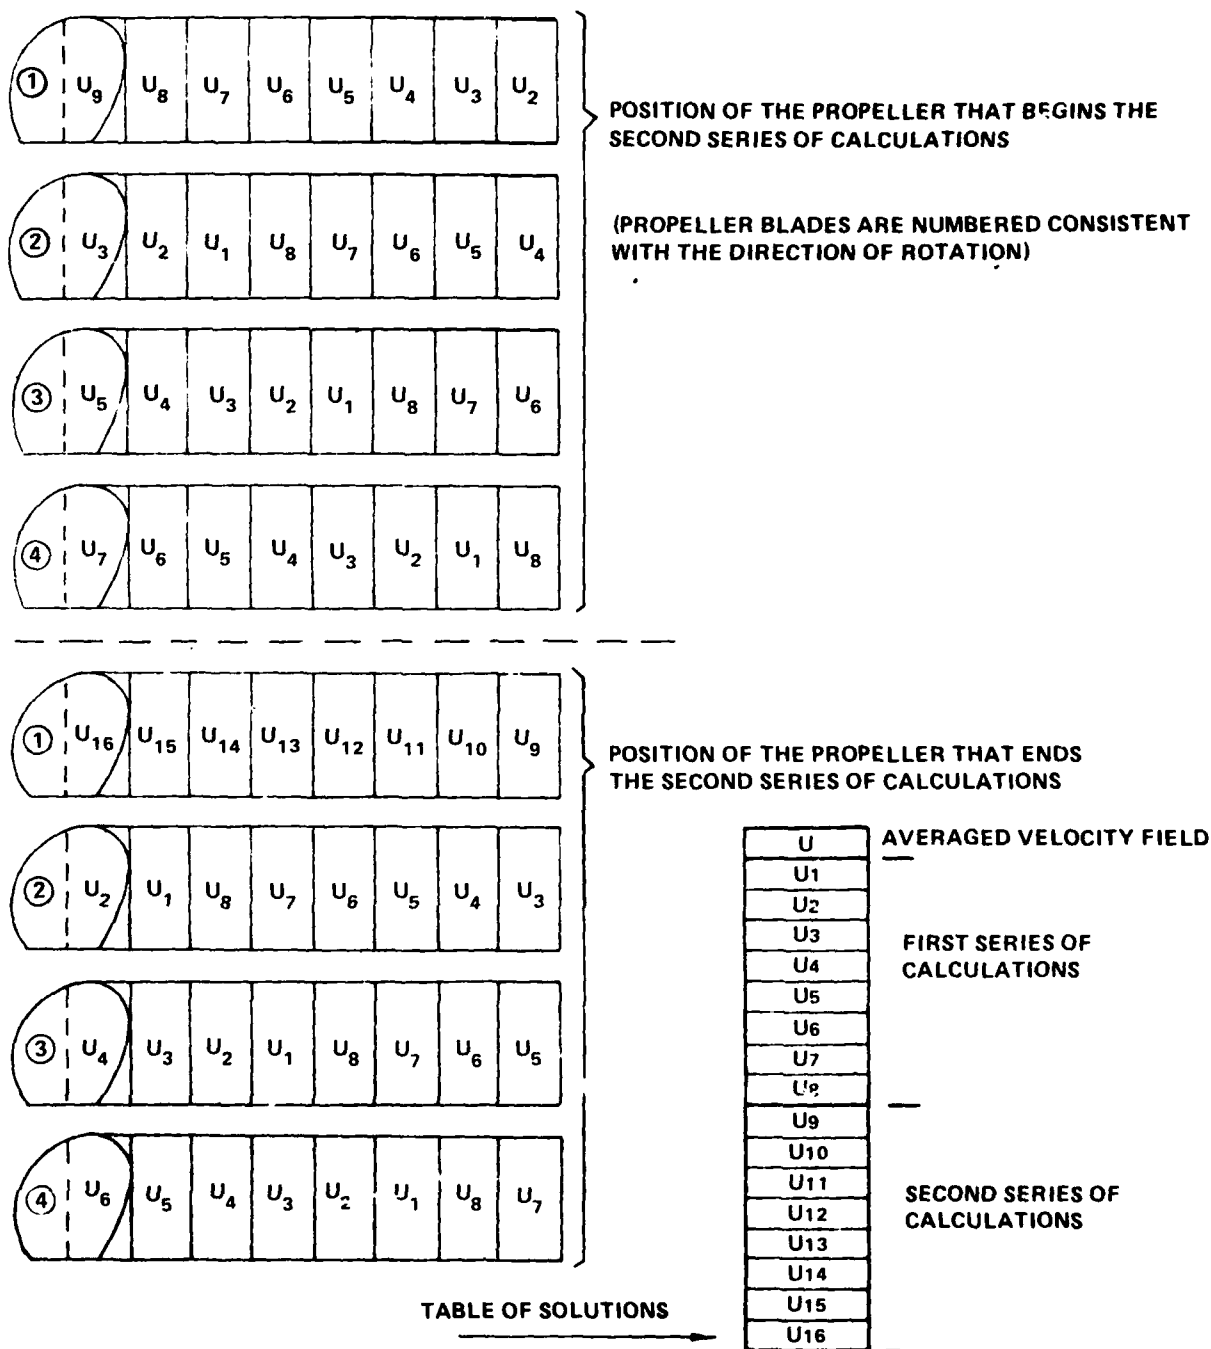 ① U9 U8 U7 U6 U5 U4 U3 U2
POSITION OF THE PROPELLER THAT BEGINS THE
SECOND SERIES OF CALCULATIONS
② U3 U2 U1 U8 U7 U6 U5 U4
(PROPELLER BLADES ARE NUMBERED CONSISTENT
WITH THE DIRECTION OF ROTATION)
③ U5 U4 U3 U2 U1 U8 U7 U6
④ U7 U6 U5 U4 U3 U2 U1 U8
① U16 U15 U14 U13 U12 U11 U10 U9
POSITION OF THE PROPELLER THAT ENDS
THE SECOND SERIES OF CALCULATIONS
② U2 U1 U8 U7 U6 U5 U4 U3
③ U4 U3 U2 U1 U8 U7 U6 U5
④ U6 U5 U4 U3 U2 U1 U8 U7
U AVERAGED VELOCITY FIELD
U1
U2
U3
U4
U5
U6
U7
U8
FIRST SERIES OF
CALCULATIONS
U9
U10
U11
U12
U13
U14
U15
U16
SECOND SERIES OF
CALCULATIONS
TABLE OF SOLUTIONS